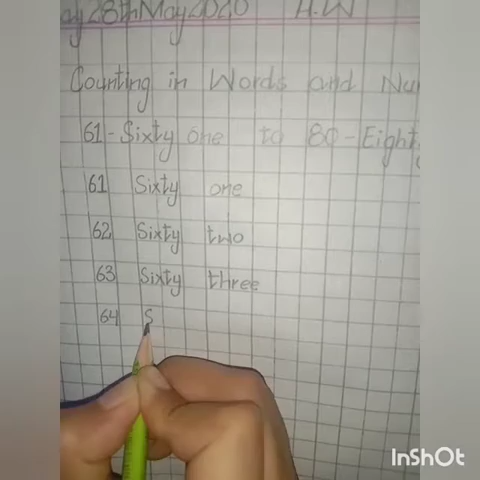 28th May 2020 H.W
Counting in Words and
61-Sixty one to 80-Eight
61 Sixty one
62 Sixty two
63 Sixty three
64 S
InShOt